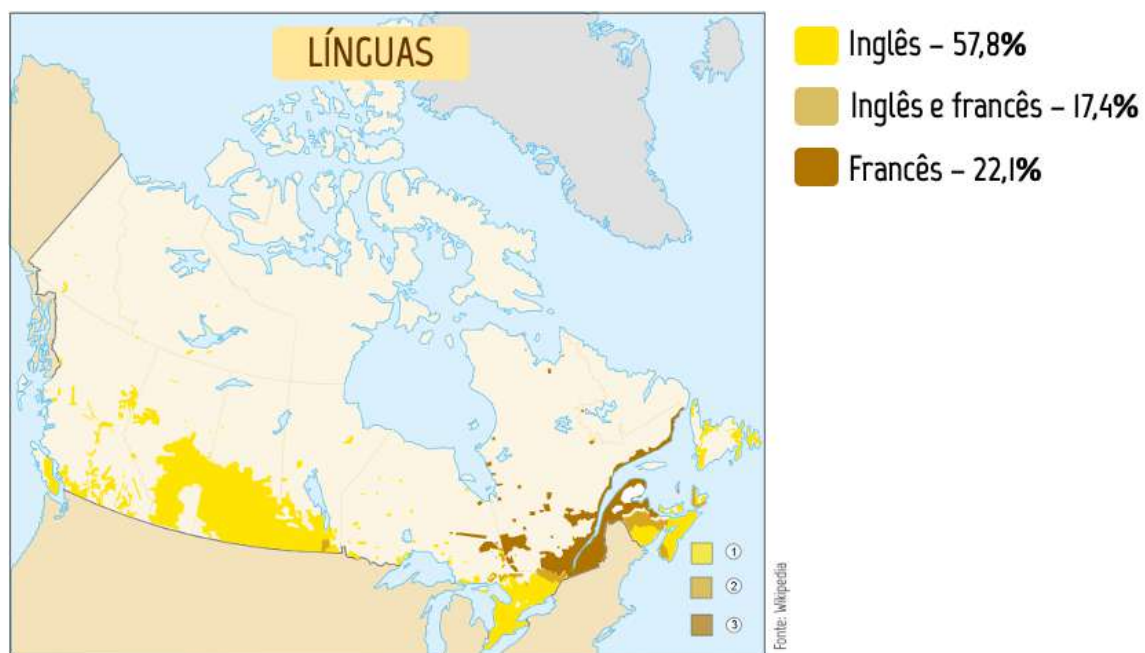 LÍNGUAS
Inglês – 57,8%
Inglês e francês – 17,4%
Francês – 22,1%
1
2
3
Fonte: Wikipedia